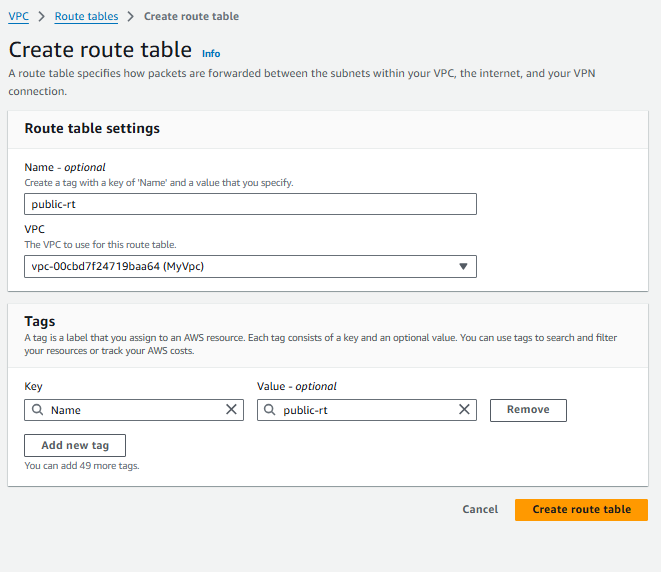 VPC > Route tables > Create route table
Create route table Info
A route table specifies how packets are forwarded between the subnets within your VPC, the internet, and your VPN
connection.
Route table settings
Name - optional
Create a tag with a key of 'Name' and a value that you specify.
public-rt
VPC
The VPC to use for this route table.
vpc-00cbd7f24719baa64 (MyVpc)
Tags
A tag is a label that you assign to an AWS resource. Each tag consists of a key and an optional value. You can use tags to search and filter
your resources or track your AWS costs.
Key Value - optional
Name public-rt Remove
Add new tag
You can add 49 more tags.
Cancel Create route table